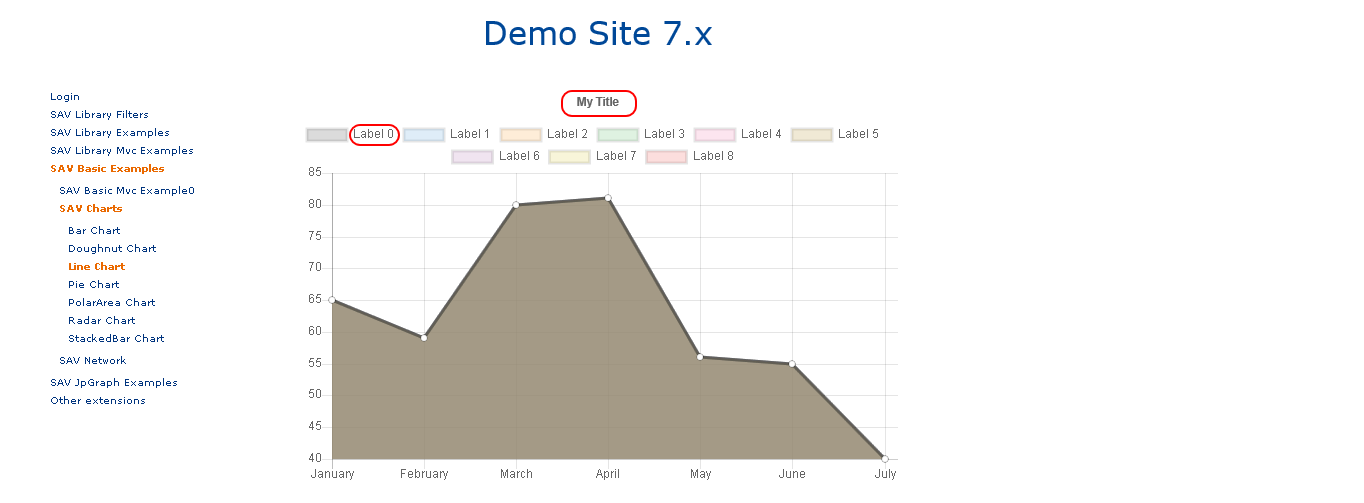 Demo Site 7.x
Login
SAV Library Filters
SAV Library Examples
SAV Library Mvc Examples
SAV Basic Examples
SAV Basic Mvc Example0
SAV Charts
Bar Chart
Doughnut Chart
Line Chart
Pie Chart
PolarArea Chart
Radar Chart
StackedBar Chart
SAV Network
SAV JpGraph Examples
Other extensions
My Title
Label 0 Label 1 Label 2 Label 3 Label 4 Label 5
Label 6 Label 7 Label 8
85
80
75
70
65
60
55
50
45
40
January February March April May June July